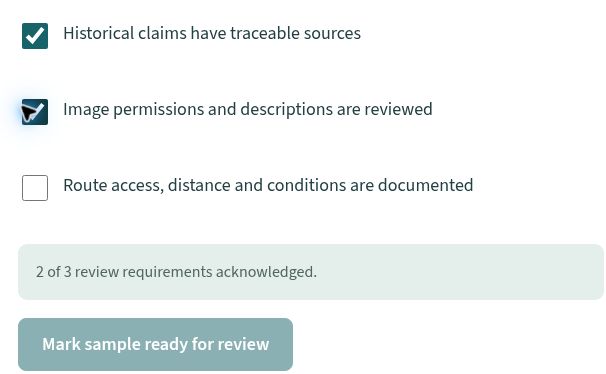 Historical claims have traceable sources
Image permissions and descriptions are reviewed
Route access, distance and conditions are documented
2 of 3 review requirements acknowledged.
Mark sample ready for review